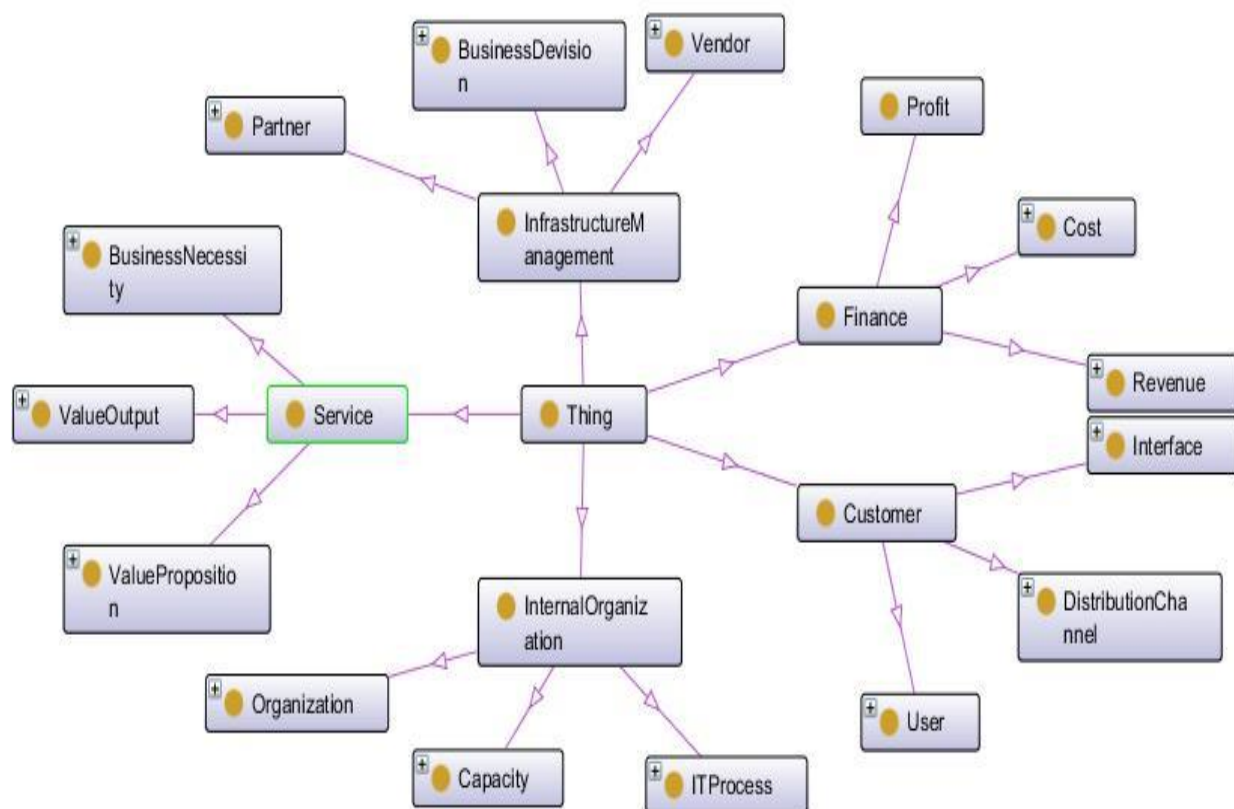 BusinessDevisio
n
Vendor
Partner
Profit
InfrastructureM
anagement
Cost
BusinessNecessi
ty
Finance
Revenue
ValueOutput
Service
Thing
Interface
Customer
ValuePropositio
n
InternalOrganiz
ation
DistributionCha
nnel
Organization
User
Capacity
ITProcess